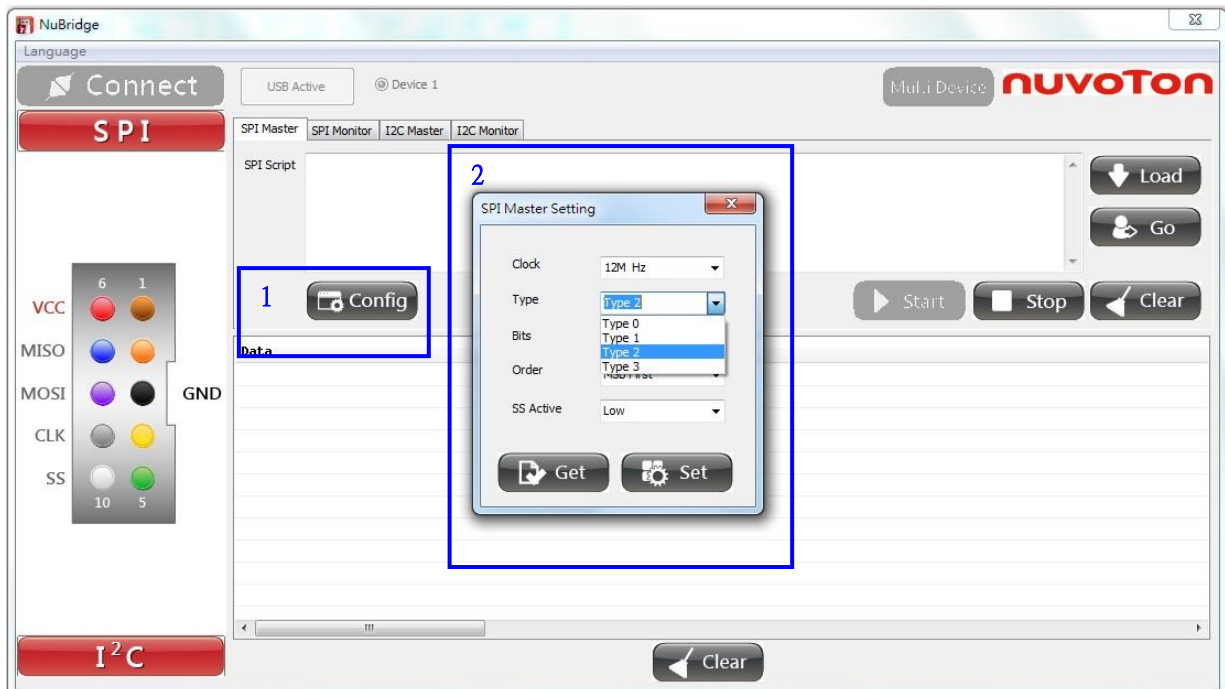 NuBridge
Language
Connect
USB Active
Device 1
Multi Device
nuvoTon
SPI
SPI Master
SPI Monitor
I2C Master
I2C Monitor
SPI Script
Load
Go
1
Config
Start
Stop
Clear
2
SPI Master Setting
Clock
12M Hz
Type
Type 2
Type 0
Type 1
Type 2
Type 3
Bits
Order
MSB First
SS Active
Low
Get
Set
Data
6 1
VCC
MISO
MOSI
GND
CLK
SS
10 5
I²C
Clear